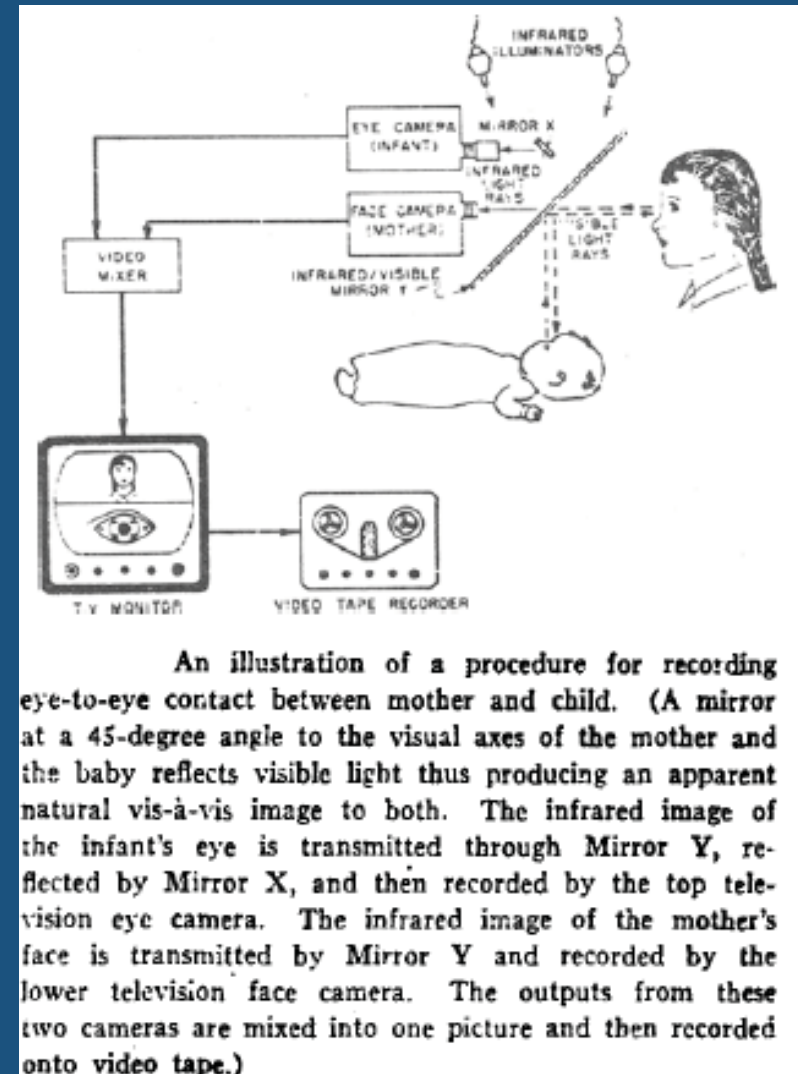 INFRARED
ILLUMINATORS
EYE CAMERA
(INFANT)
MIRROR X
INFRARED
LIGHT
RAYS
FACE CAMERA
(MOTHER)
VISIBLE
LIGHT
RAYS
VIDEO
MIXER
INFRARED/VISIBLE
MIRROR Y
TV MONITOR
VIDEO TAPE RECORDER
An illustration of a procedure for recording
eye-to-eye contact between mother and child. (A mirror
at a 45-degree angle to the visual axes of the mother and
the baby reflects visible light thus producing an apparent
natural vis-à-vis image to both. The infrared image of
the infant's eye is transmitted through Mirror Y, re-
flected by Mirror X, and then recorded by the top tele-
vision eye camera. The infrared image of the mother's
face is transmitted by Mirror Y and recorded by the
lower television face camera. The outputs from these
two cameras are mixed into one picture and then recorded
onto video tape.)